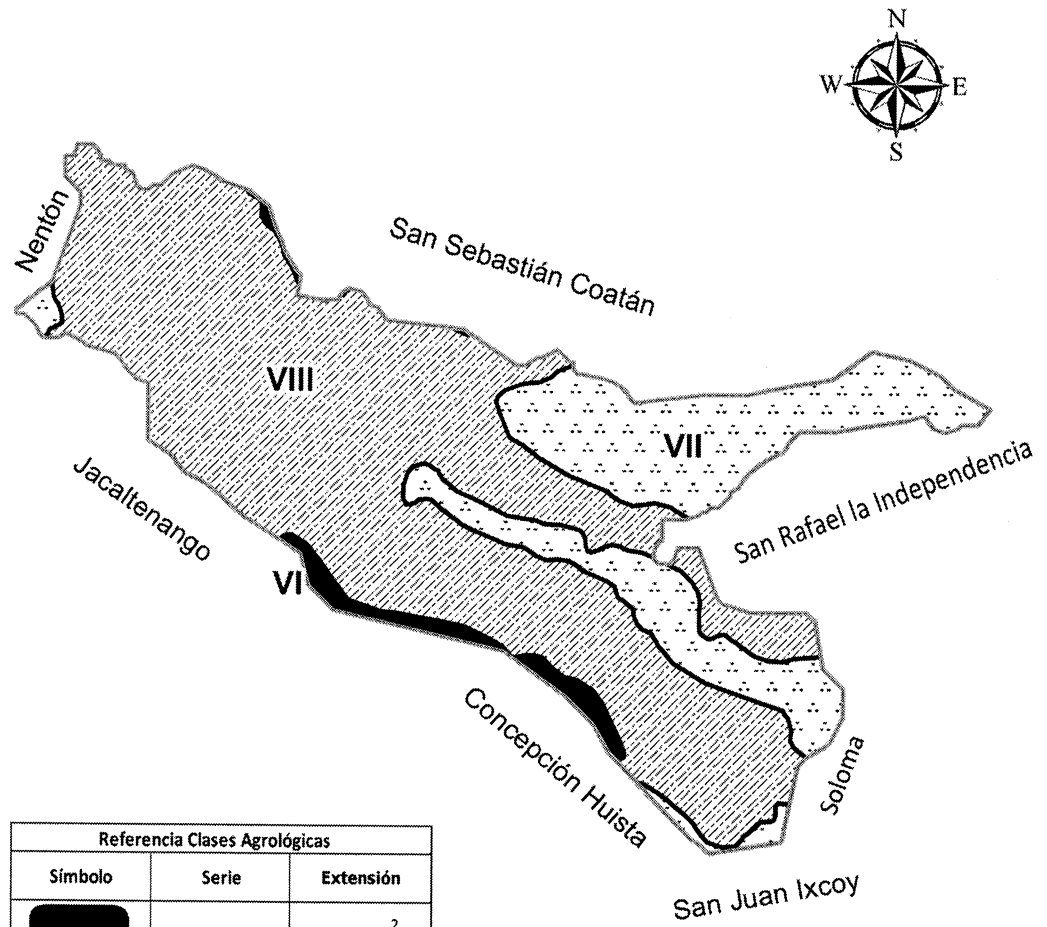 N
W E
S
Nentón
San Sebastián Coatán
VIII
VII
Jacaltenango
San Rafael la Independencia
VI
Concepción Huista
Soloma
San Juan Ixcoy
Referencia Clases Agrológicas
Símbolo Serie Extensión
2